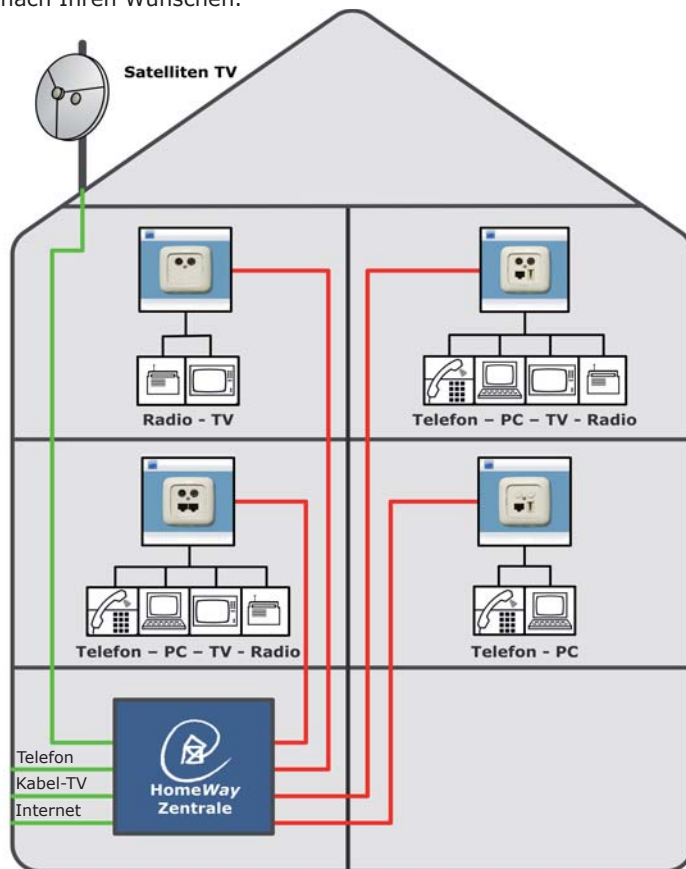 nach Ihren Wünschen.
Satelliten TV
Radio - TV
Telefon – PC – TV - Radio
Telefon – PC – TV - Radio
Telefon - PC
Telefon
Kabel-TV
Internet
HomeWay
Zentrale